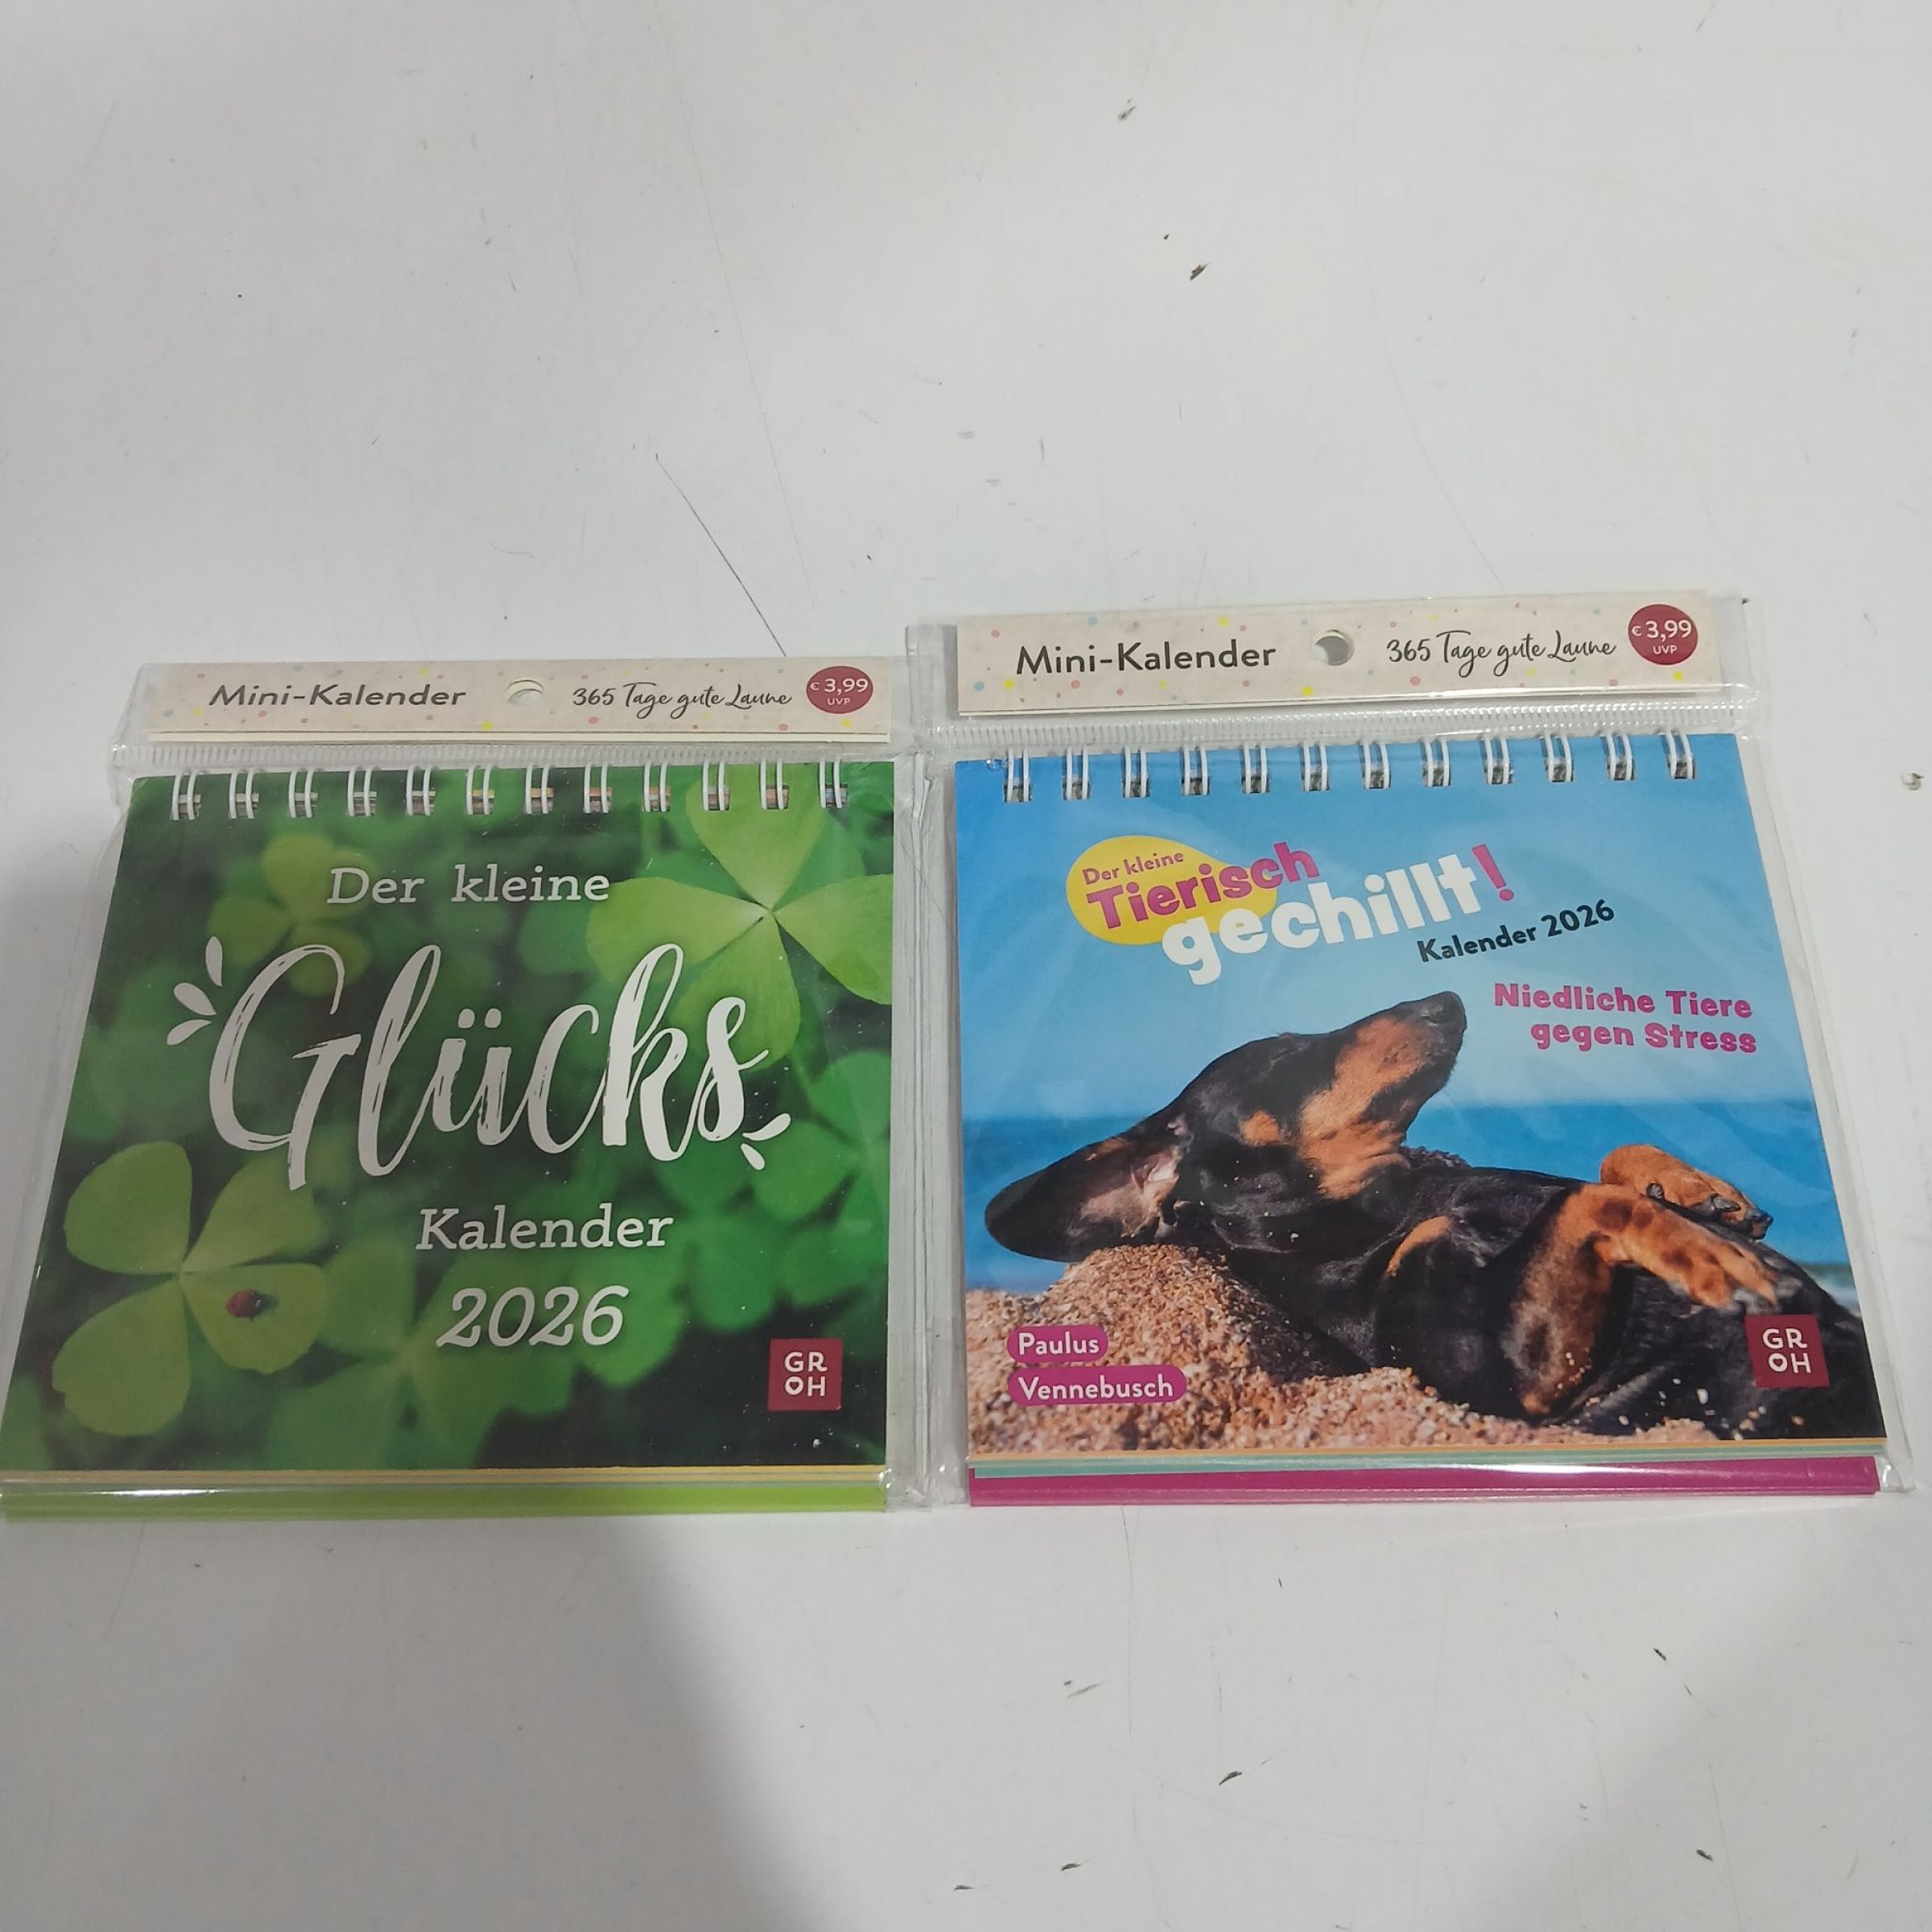 Mini-Kalender
365 Tage gute Laune
€ 3,99
UVP
Der kleine
Glücks
Kalender
2026
GR
OH
Mini-Kalender
365 Tage gute Laune
€ 3,99
UVP
Der kleine
Tierisch
gechillt!
Kalender 2026
Niedliche Tiere
gegen Stress
Paulus
Vennebusch
GR
OH